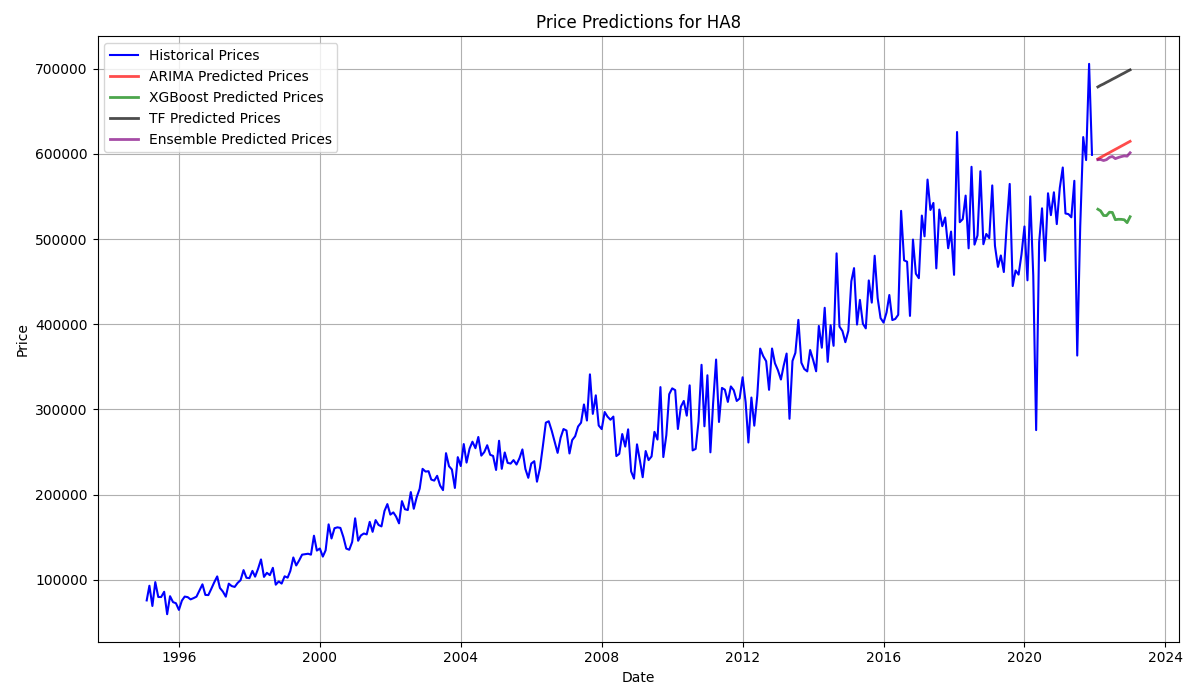 Price Predictions for HA8
Historical Prices
ARIMA Predicted Prices
XGBoost Predicted Prices
TF Predicted Prices
Ensemble Predicted Prices
700000
600000
500000
400000
300000
200000
100000
Price
1996
2000
2004
2008
2012
2016
2020
2024
Date